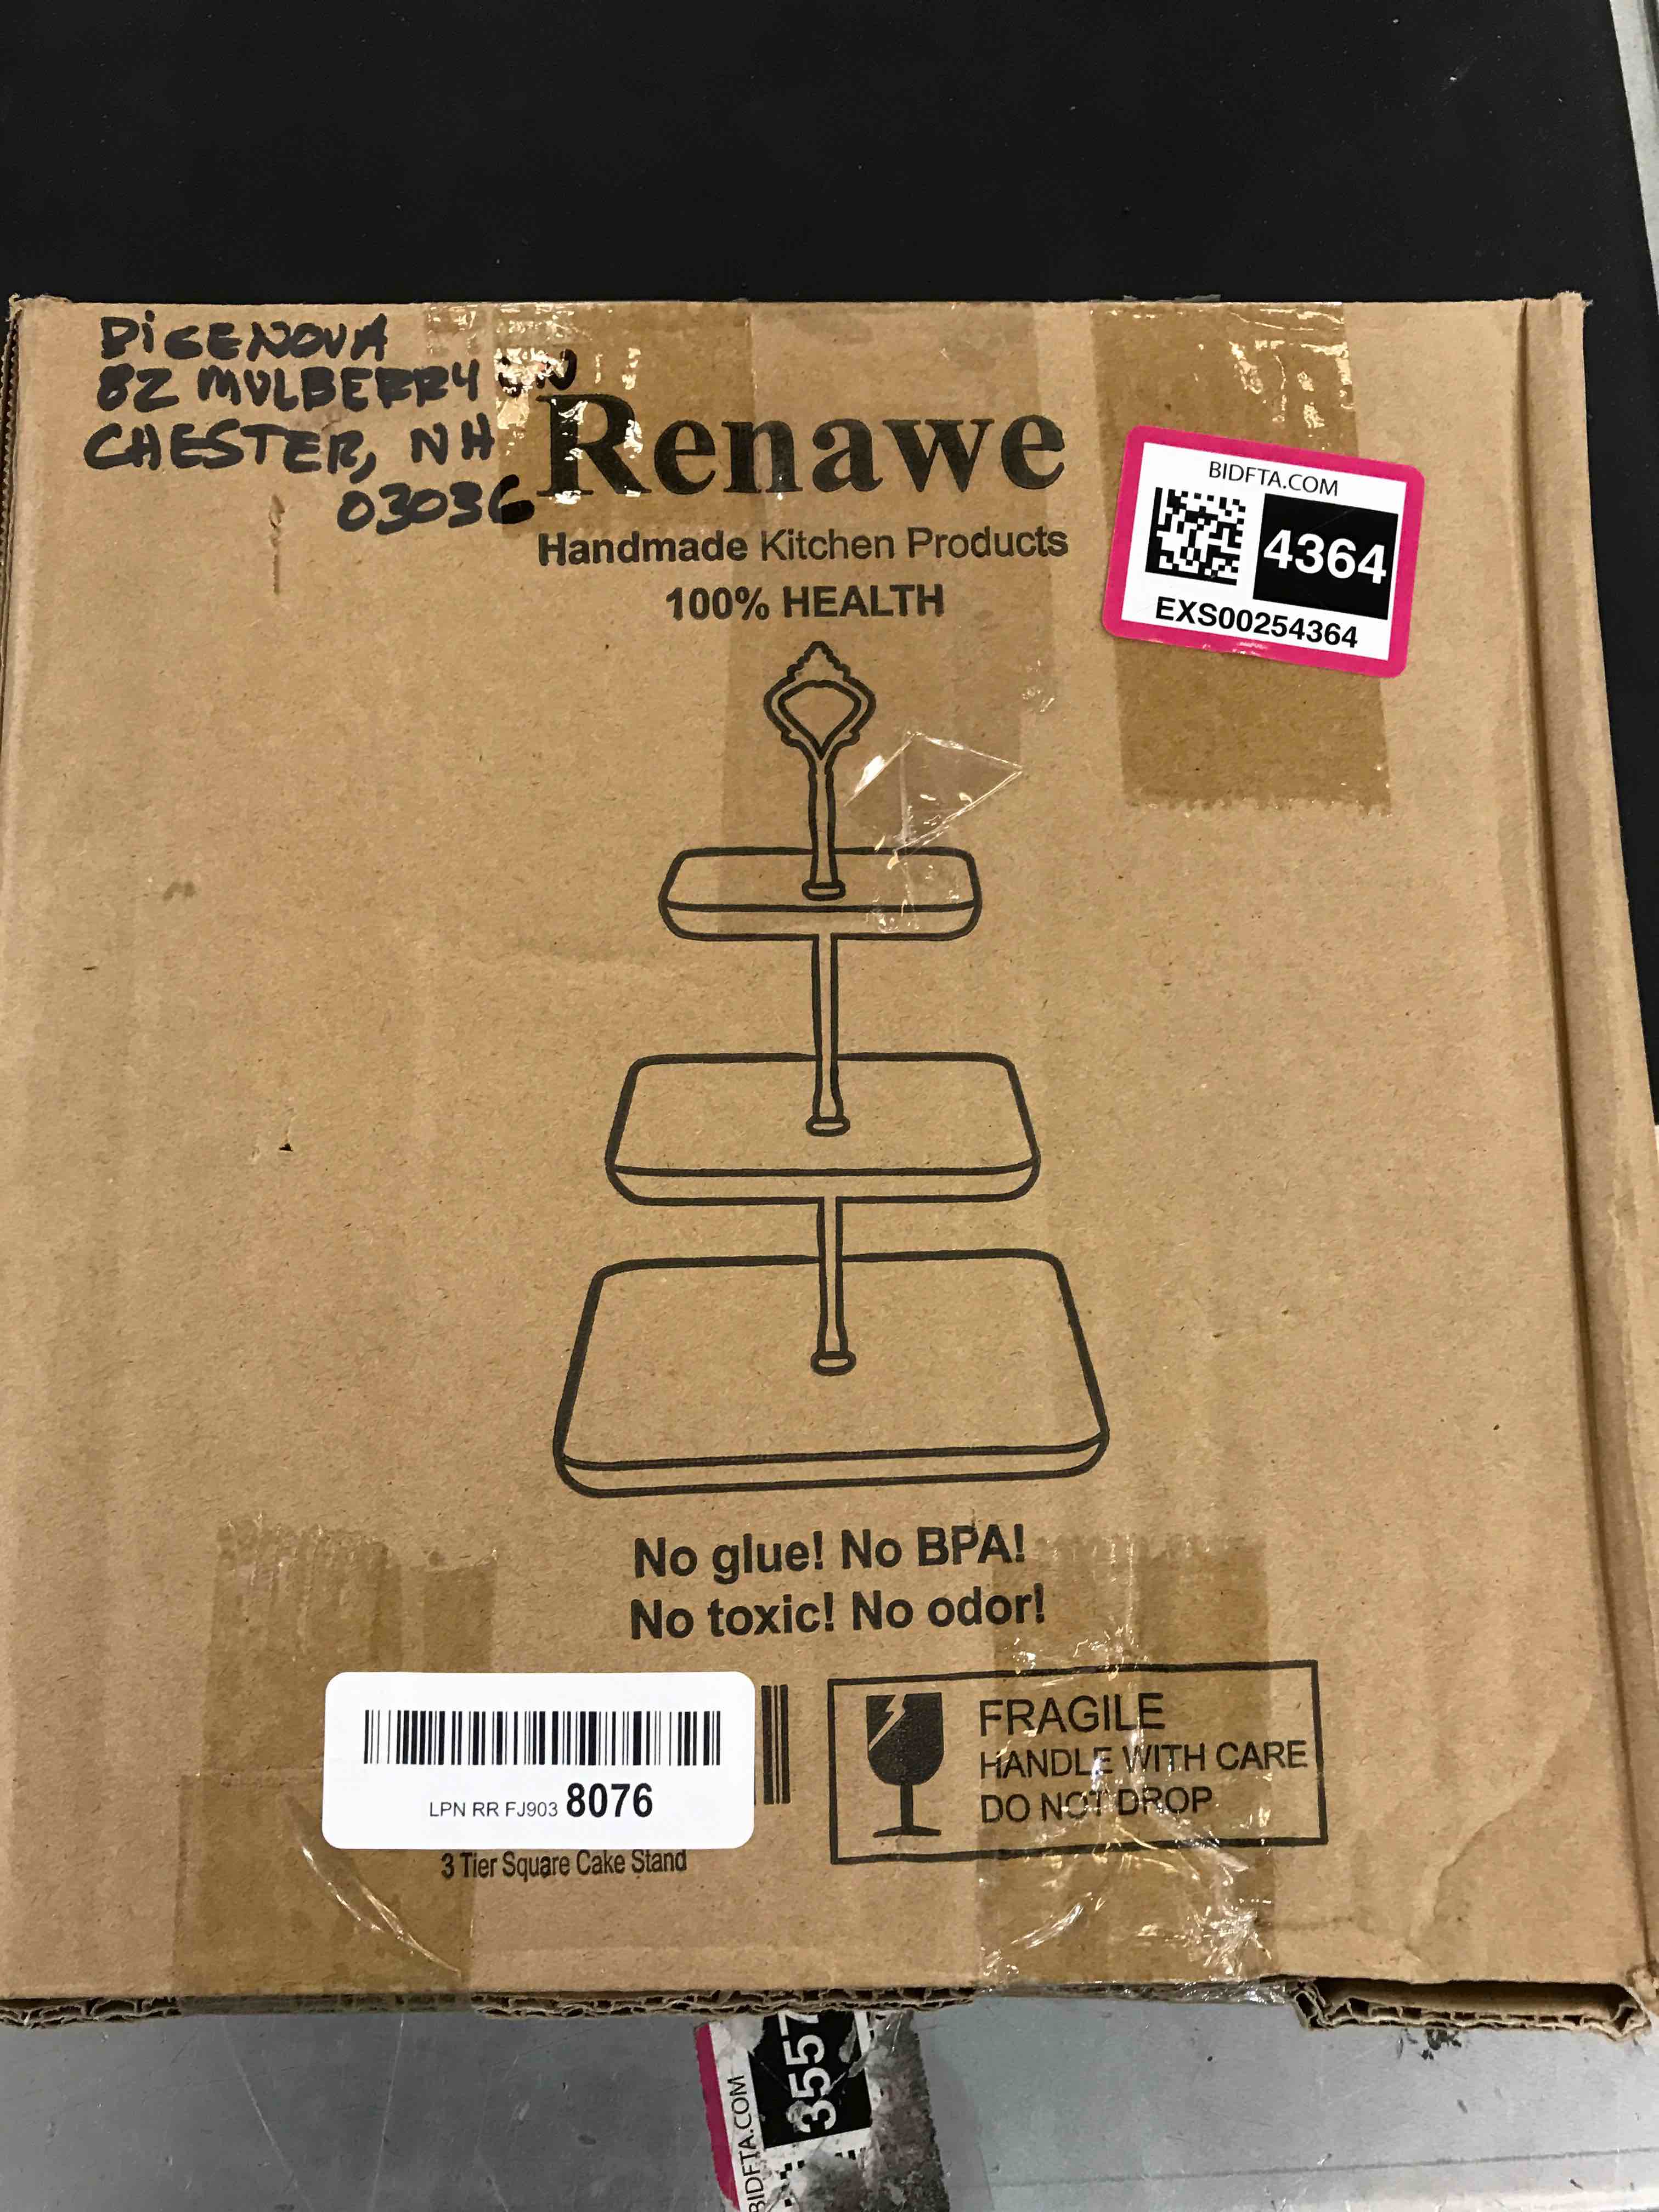 DiGENOVA
82 MULBERRY LN
CHESTER, NH
03036
Renawe
Handmade Kitchen Products
100% HEALTH
BIDFTA.COM
4364
EXS00254364
No glue! No BPA!
No toxic! No odor!
LPN RR FJ903 8076
3 Tier Square Cake Stand
FRAGILE
HANDLE WITH CARE
DO NOT DROP
BIDFTA.COM
3557